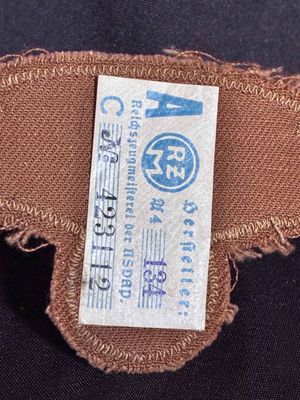 A
RZM
Hersteller:
M4 134
Reichszeugmeisterei der NSDAP.
C № 423112